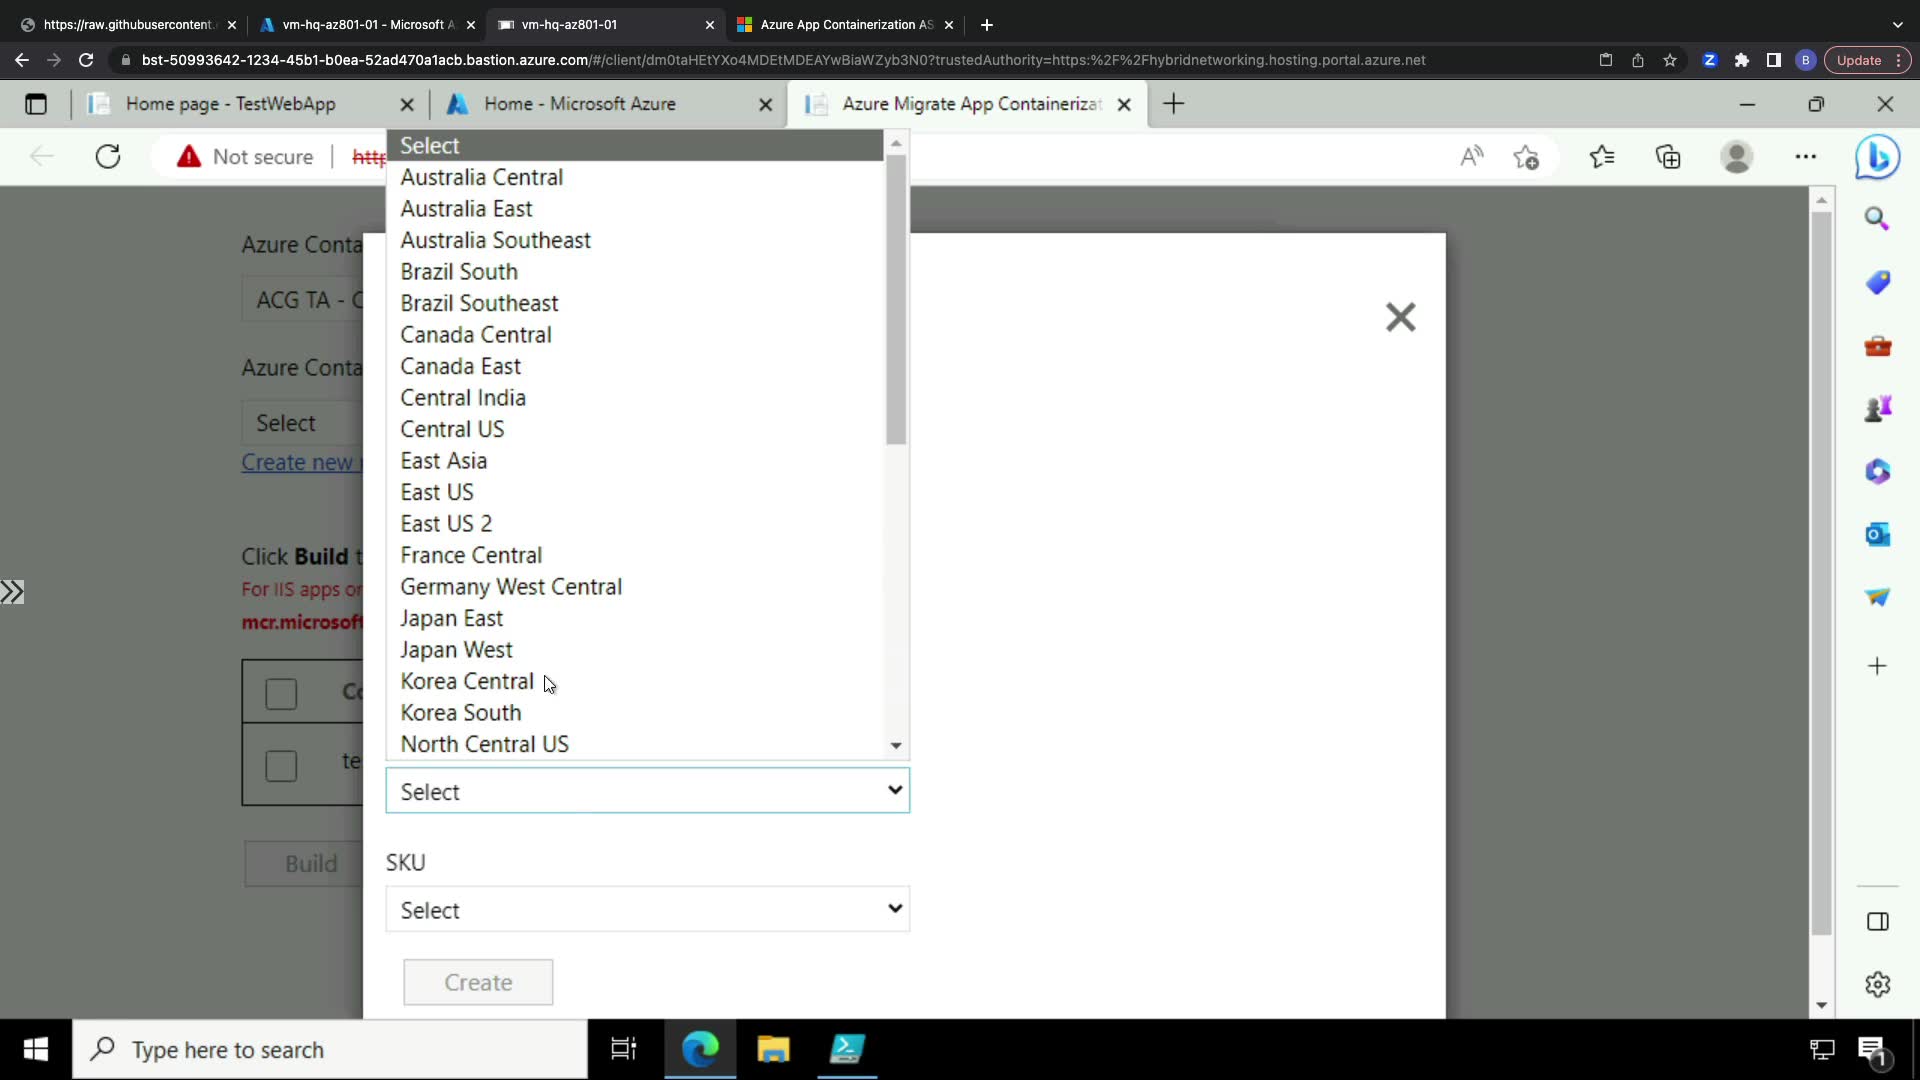 https://raw.githubusercontent.
vm-hq-az801-01 - Microsoft A
vm-hq-az801-01
Azure App Containerization AS
bst-50993642-1234-45b1-b0ea-52ad470a1acb.bastion.azure.com/#/client/dm0taHEtYXo4MDEtMDEAYwBiaWZyb3N0?trustedAuthority=https:%2F%2Fhybridnetworking.hosting.portal.azure.net
Z
B
Update
Home page - TestWebApp
Home - Microsoft Azure
Azure Migrate App Containerizat
Not secure
http
Select
Australia Central
Australia East
Australia Southeast
Brazil South
Brazil Southeast
Canada Central
Canada East
Central India
Central US
East Asia
East US
East US 2
France Central
Germany West Central
Japan East
Japan West
Korea Central
Korea South
North Central US
Azure Conta
ACG TA - C
Azure Conta
Select
Create new
Click Build t
For IIS apps or
mcr.microsoft
Co
te
Build
Select
SKU
Select
Create
Type here to search
1